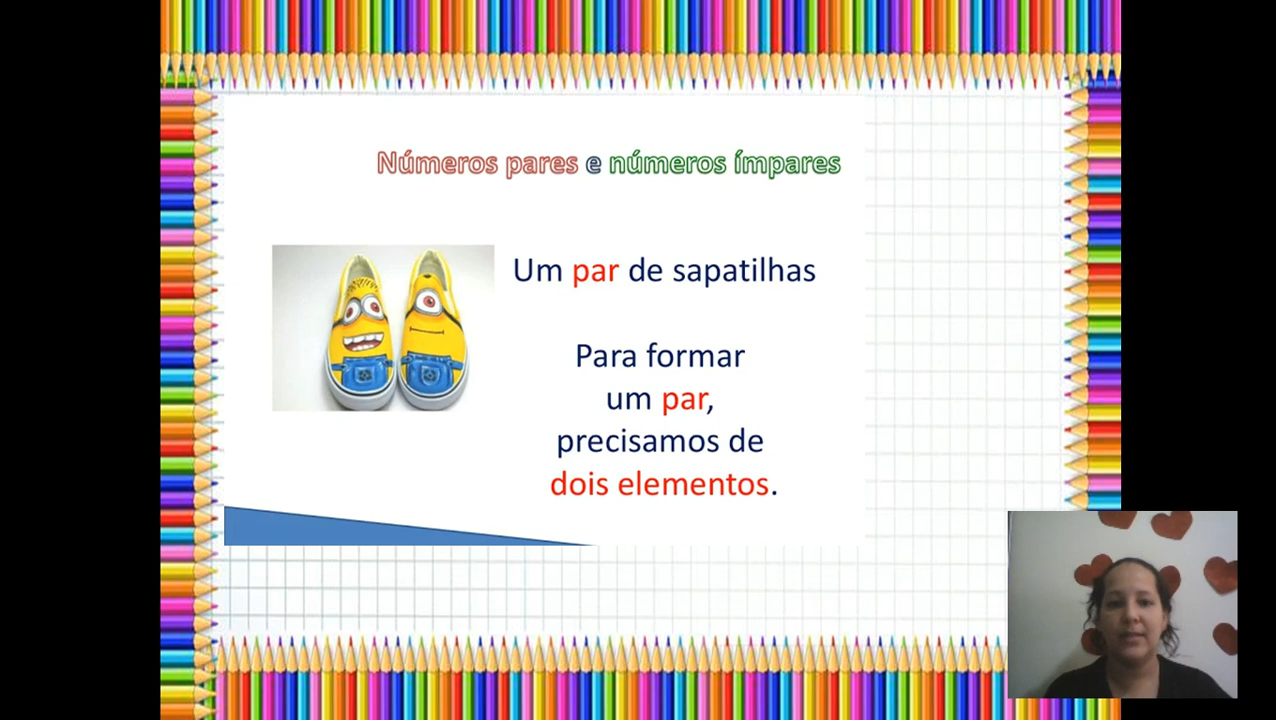 Números pares e números ímpares
Um par de sapatilhas
Para formar
um par,
precisamos de
dois elementos.